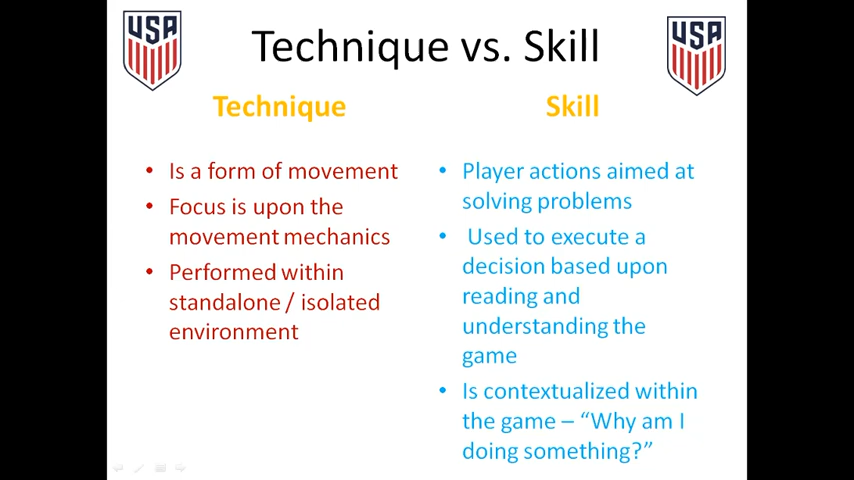 USA
USA
Technique vs. Skill
Technique
• Is a form of movement
• Focus is upon the
movement mechanics
• Performed within
standalone / isolated
environment
Skill
• Player actions aimed at
solving problems
• Used to execute a
decision based upon
reading and
understanding the
game
• Is contextualized within
the game – “Why am I
doing something?”